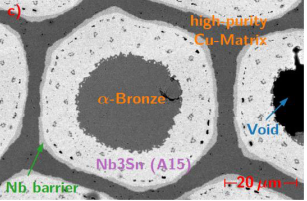 c)
high-purity
Cu-Matrix
α-Bronze
Void
Nb3Sn (A15)
Nb barrier
20 μm